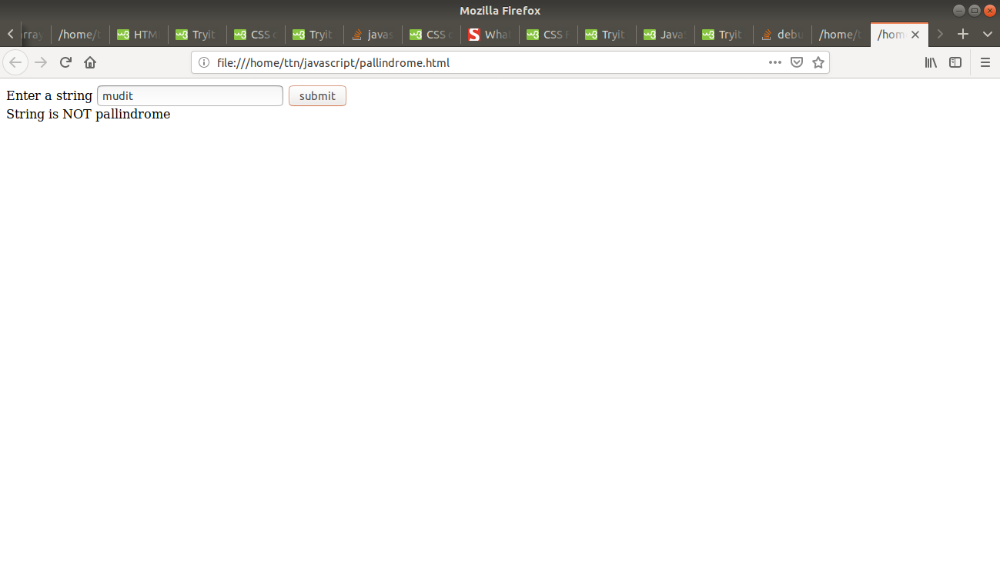 Mozilla Firefox
array /home/t HTM Tryit CSS c Tryit javas CSS c What CSS F Tryit Java Tryit debu /home/t /hom
file:///home/ttn/javascript/pallindrome.html
Enter a string mudit submit
String is NOT pallindrome